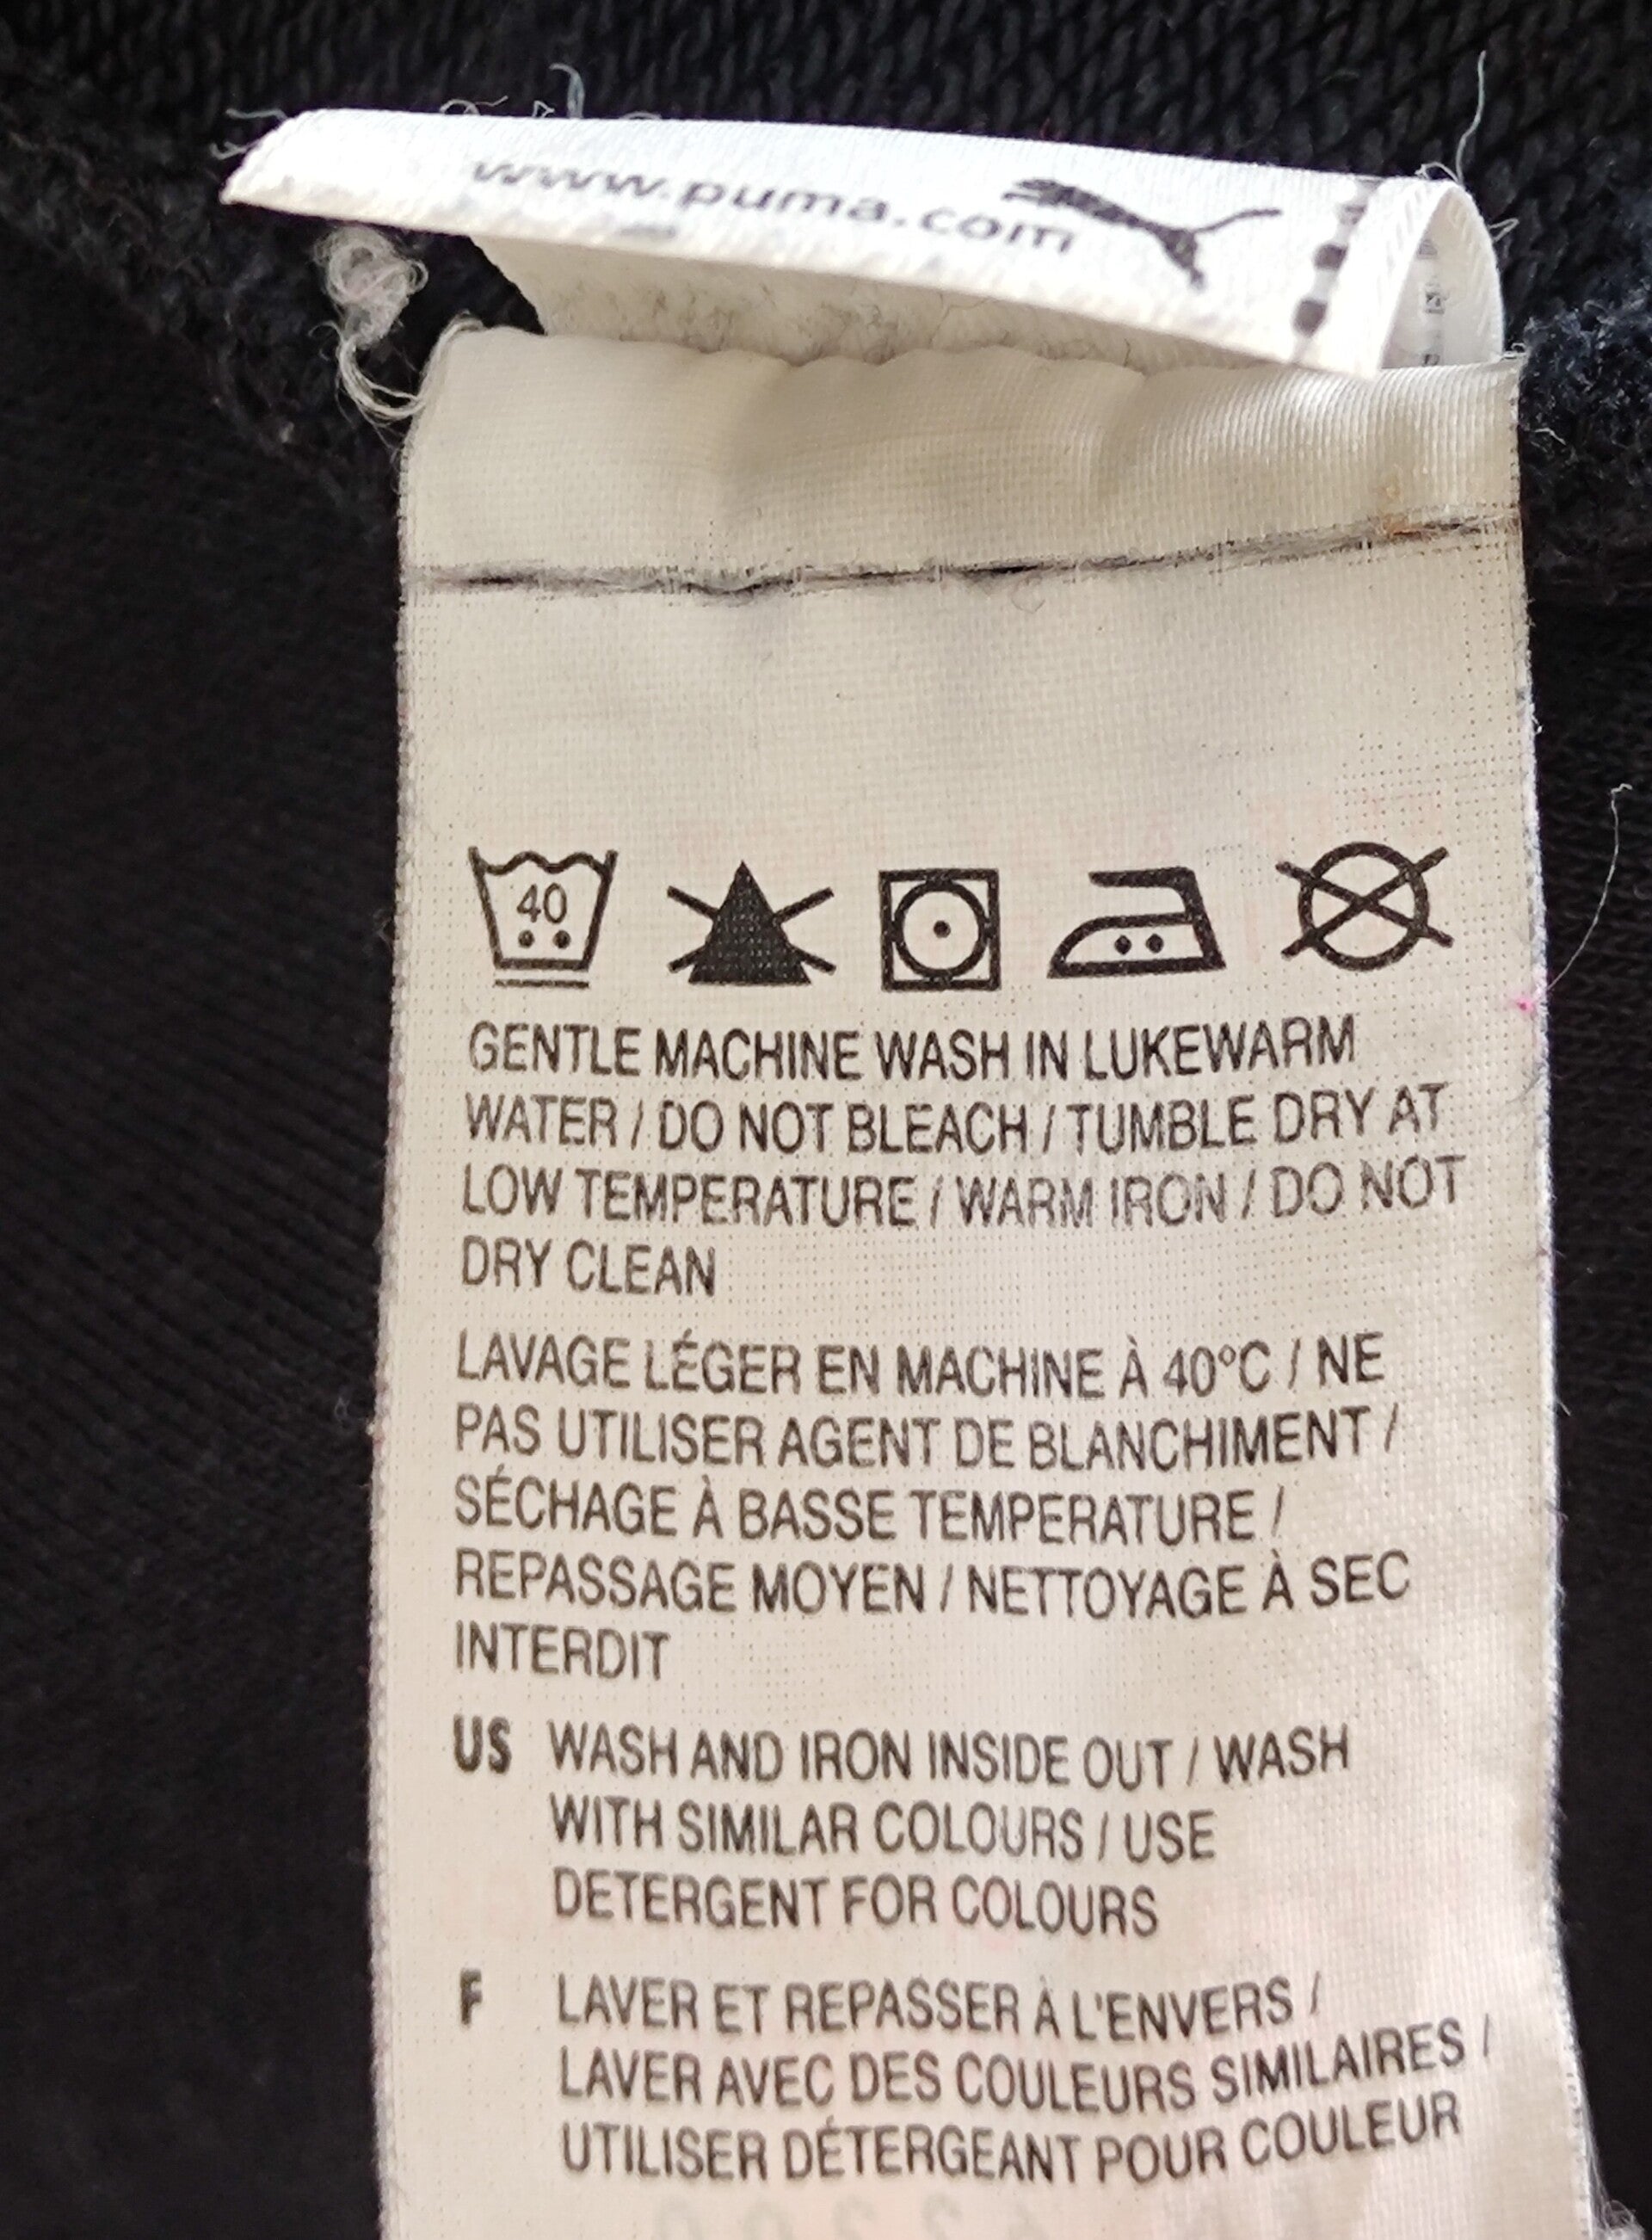 www.puma.com
40
GENTLE MACHINE WASH IN LUKEWARM
WATER / DO NOT BLEACH / TUMBLE DRY AT
LOW TEMPERATURE / WARM IRON / DO NOT
DRY CLEAN
LAVAGE LÉGER EN MACHINE À 40°C / NE
PAS UTILISER AGENT DE BLANCHIMENT /
SÉCHAGE À BASSE TEMPERATURE /
REPASSAGE MOYEN / NETTOYAGE À SEC
INTERDIT
US WASH AND IRON INSIDE OUT / WASH
WITH SIMILAR COLOURS / USE
DETERGENT FOR COLOURS
F LAVER ET REPASSER À L'ENVERS /
LAVER AVEC DES COULEURS SIMILAIRES /
UTILISER DÉTERGEANT POUR COULEUR